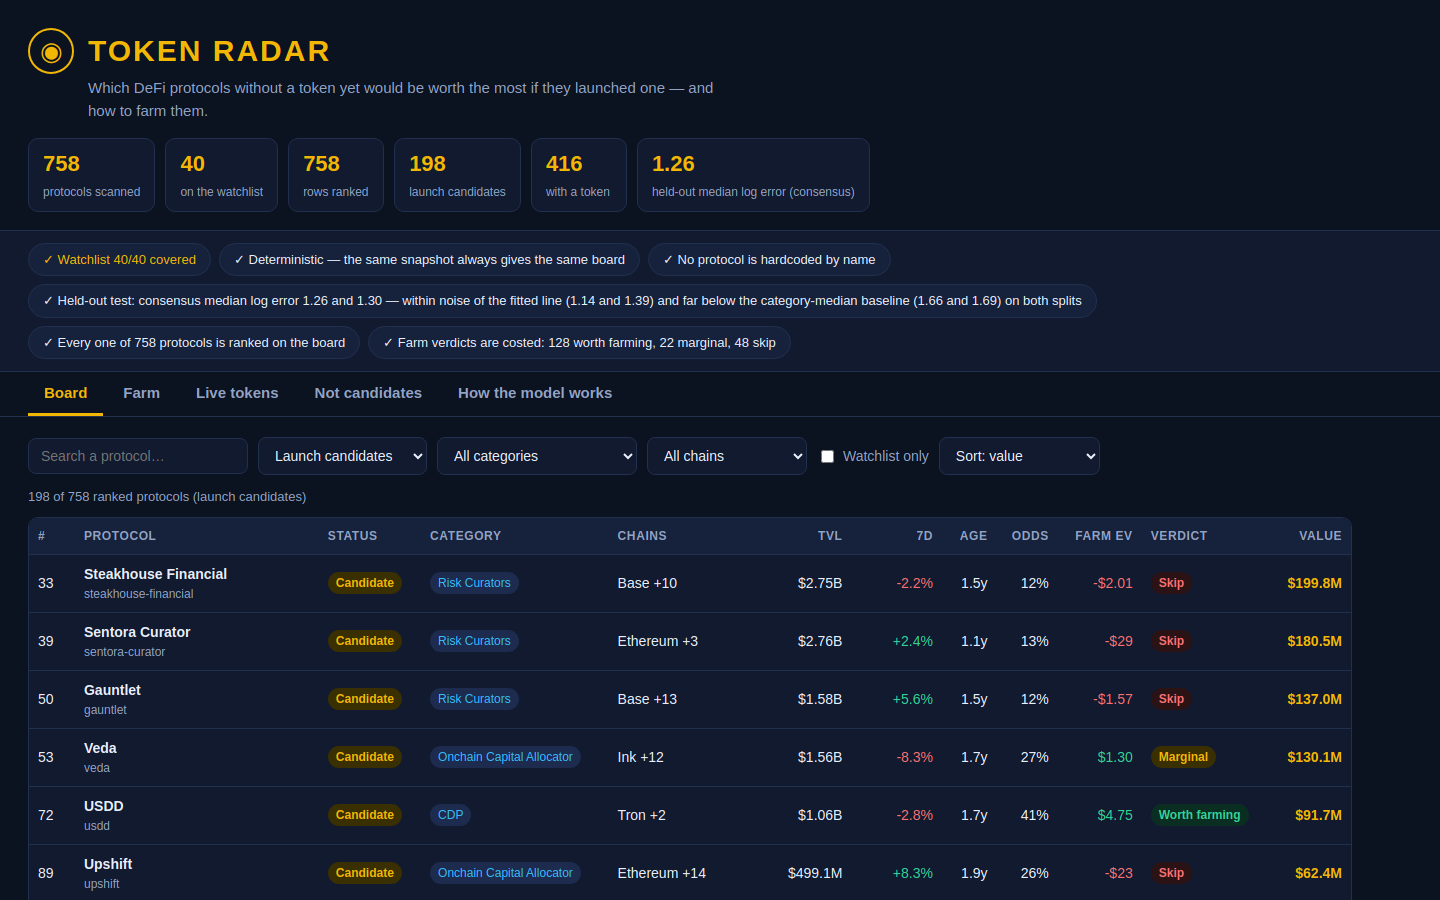 TOKEN RADAR
Which DeFi protocols without a token yet would be worth the most if they launched one — and
how to farm them.
758 40 758 198 416 1.26
protocols scanned on the watchlist rows ranked launch candidates with a token held-out median log error (consensus)
✓ Watchlist 40/40 covered ✓ Deterministic — the same snapshot always gives the same board ✓ No protocol is hardcoded by name
✓ Held-out test: consensus median log error 1.26 and 1.30 — within noise of the fitted line (1.14 and 1.39) and far below the category-median baseline (1.66 and 1.69) on both splits
✓ Every one of 758 protocols is ranked on the board ✓ Farm verdicts are costed: 128 worth farming, 22 marginal, 48 skip
Board Farm Live tokens Not candidates How the model works
Search a protocol… Launch candidates All categories All chains Watchlist only Sort: value
198 of 758 ranked protocols (launch candidates)
# PROTOCOL STATUS CATEGORY CHAINS TVL 7D AGE ODDS FARM EV VERDICT VALUE
33 Steakhouse Financial Candidate Risk Curators Base +10 $2.75B -2.2% 1.5y 12% -$2.01 Skip $199.8M
steakhouse-financial
39 Sentora Curator Candidate Risk Curators Ethereum +3 $2.76B +2.4% 1.1y 13% -$29 Skip $180.5M
sentora-curator
50 Gauntlet Candidate Risk Curators Base +13 $1.58B +5.6% 1.5y 12% -$1.57 Skip $137.0M
gauntlet
53 Veda Candidate Onchain Capital Allocator Ink +12 $1.56B -8.3% 1.7y 27% $1.30 Marginal $130.1M
veda
72 USDD Candidate CDP Tron +2 $1.06B -2.8% 1.7y 41% $4.75 Worth farming $91.7M
usdd
89 Upshift Candidate Onchain Capital Allocator Ethereum +14 $499.1M +8.3% 1.9y 26% -$23 Skip $62.4M
upshift